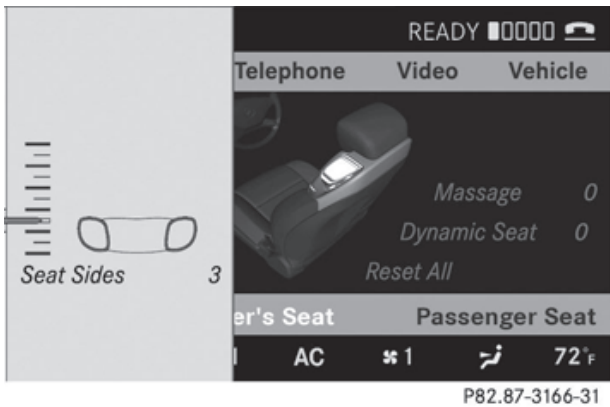 READY
Telephone Video Vehicle
Massage 0
Dynamic Seat 0
Seat Sides 3
Reset All
er's Seat Passenger Seat
AC 1 72°F
P82.87-3166-31